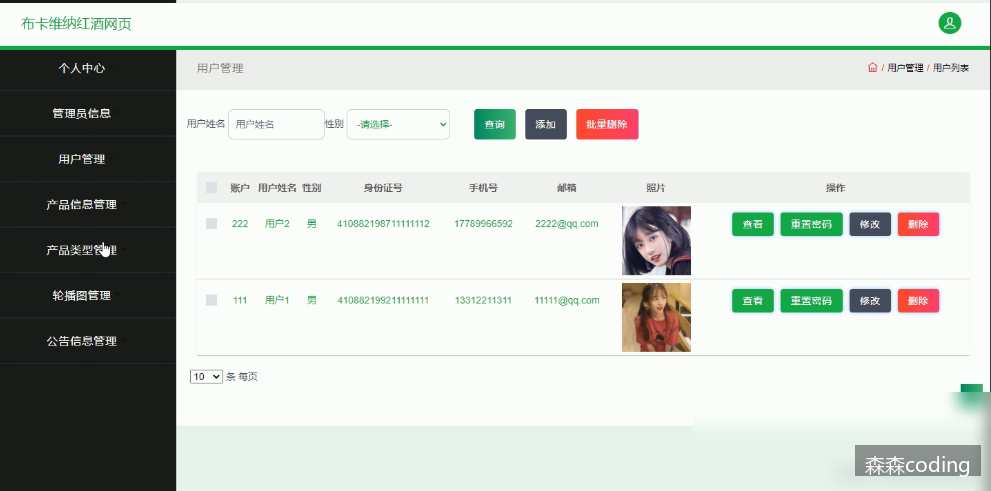 布卡维纳红酒网页
个人中心
管理员信息
用户管理
产品信息管理
产品类型管理
轮播图管理
公告信息管理
用户管理
/ 用户管理 / 用户列表
用户姓名 用户姓名 性别 -请选择- 查询 添加 批量删除
账户 用户姓名 性别 身份证号 手机号 邮箱 照片 操作
222 用户2 男 410882198711111112 17789966592 2222@qq.com 查看 重置密码 修改 删除
111 用户1 男 410882199211111111 13312211311 11111@qq.com 查看 重置密码 修改 删除
10 条 每页
森森coding